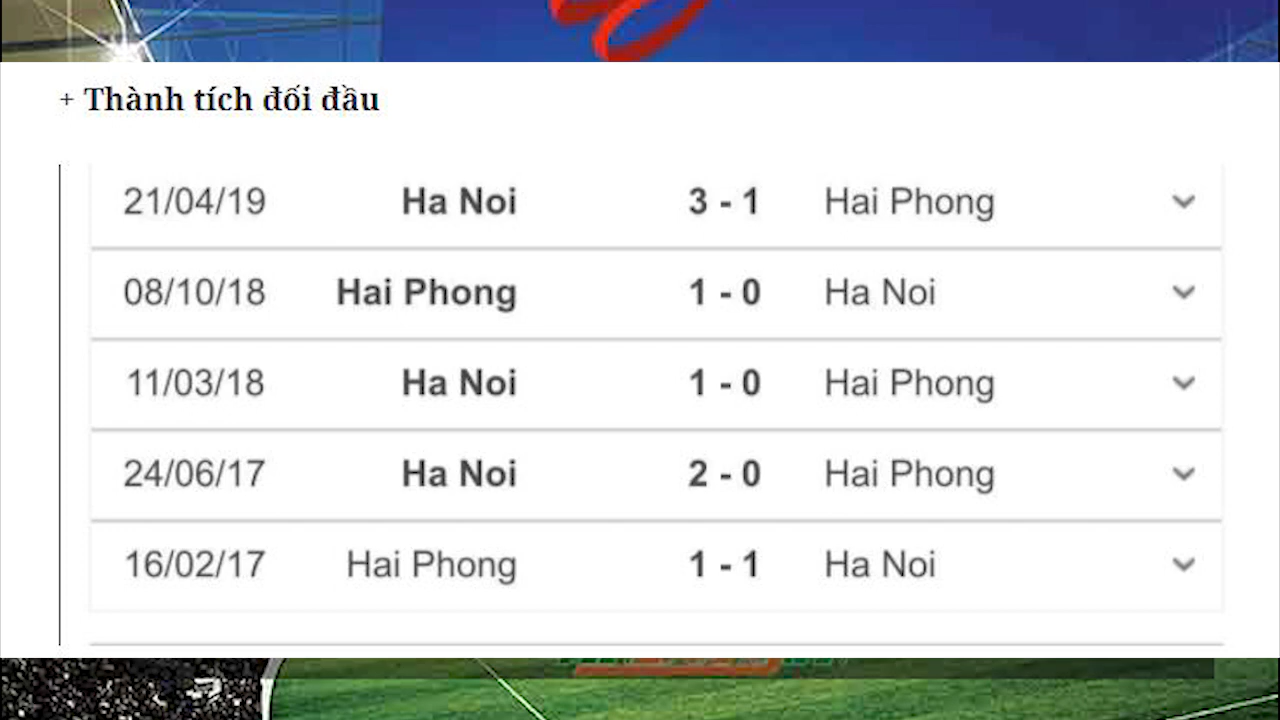 + Thành tích đối đầu
21/04/19 Ha Noi 3 - 1 Hai Phong
08/10/18 Hai Phong 1 - 0 Ha Noi
11/03/18 Ha Noi 1 - 0 Hai Phong
24/06/17 Ha Noi 2 - 0 Hai Phong
16/02/17 Hai Phong 1 - 1 Ha Noi